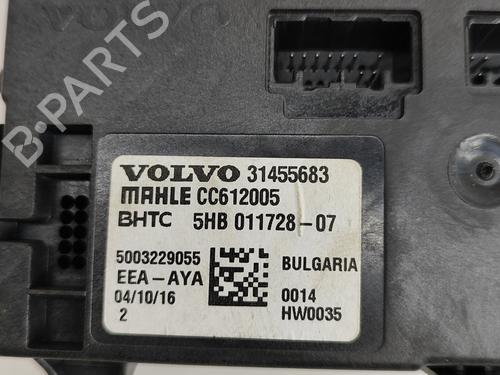 VOLVO 31455683
MAHLE CC612005
BHTC 5HB 011728-07
5003229055
BULGARIA
EEA-AYA
04/10/16
0014
2
HW0035
B-PARTS